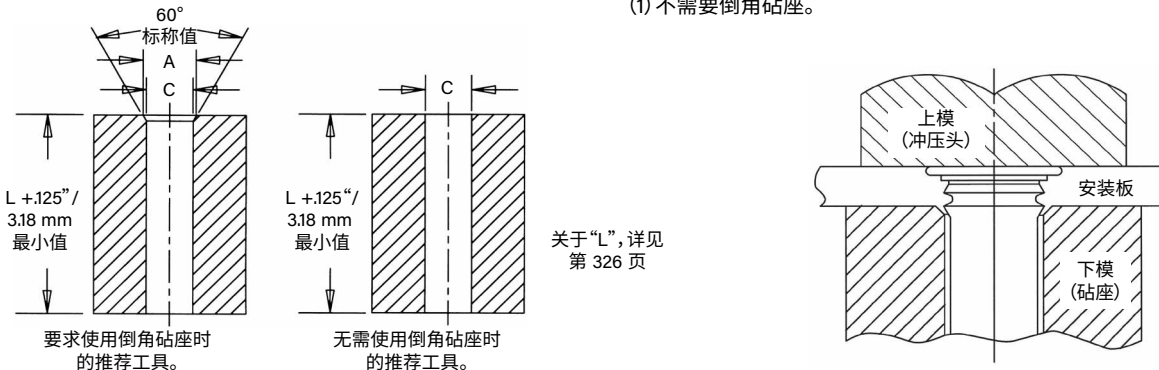 (1) 不需要倒角砧座。
60°
标称值
A
C
L +.125”/
3.18 mm
最小值
要求使用倒角砧座时
的推荐工具。
C
L +.125“/
3.18 mm
最小值
无需使用倒角砧座时
的推荐工具。
关于“L”，详见
第 326 页
上模
（冲压头）
安装板
下模
（砧座）